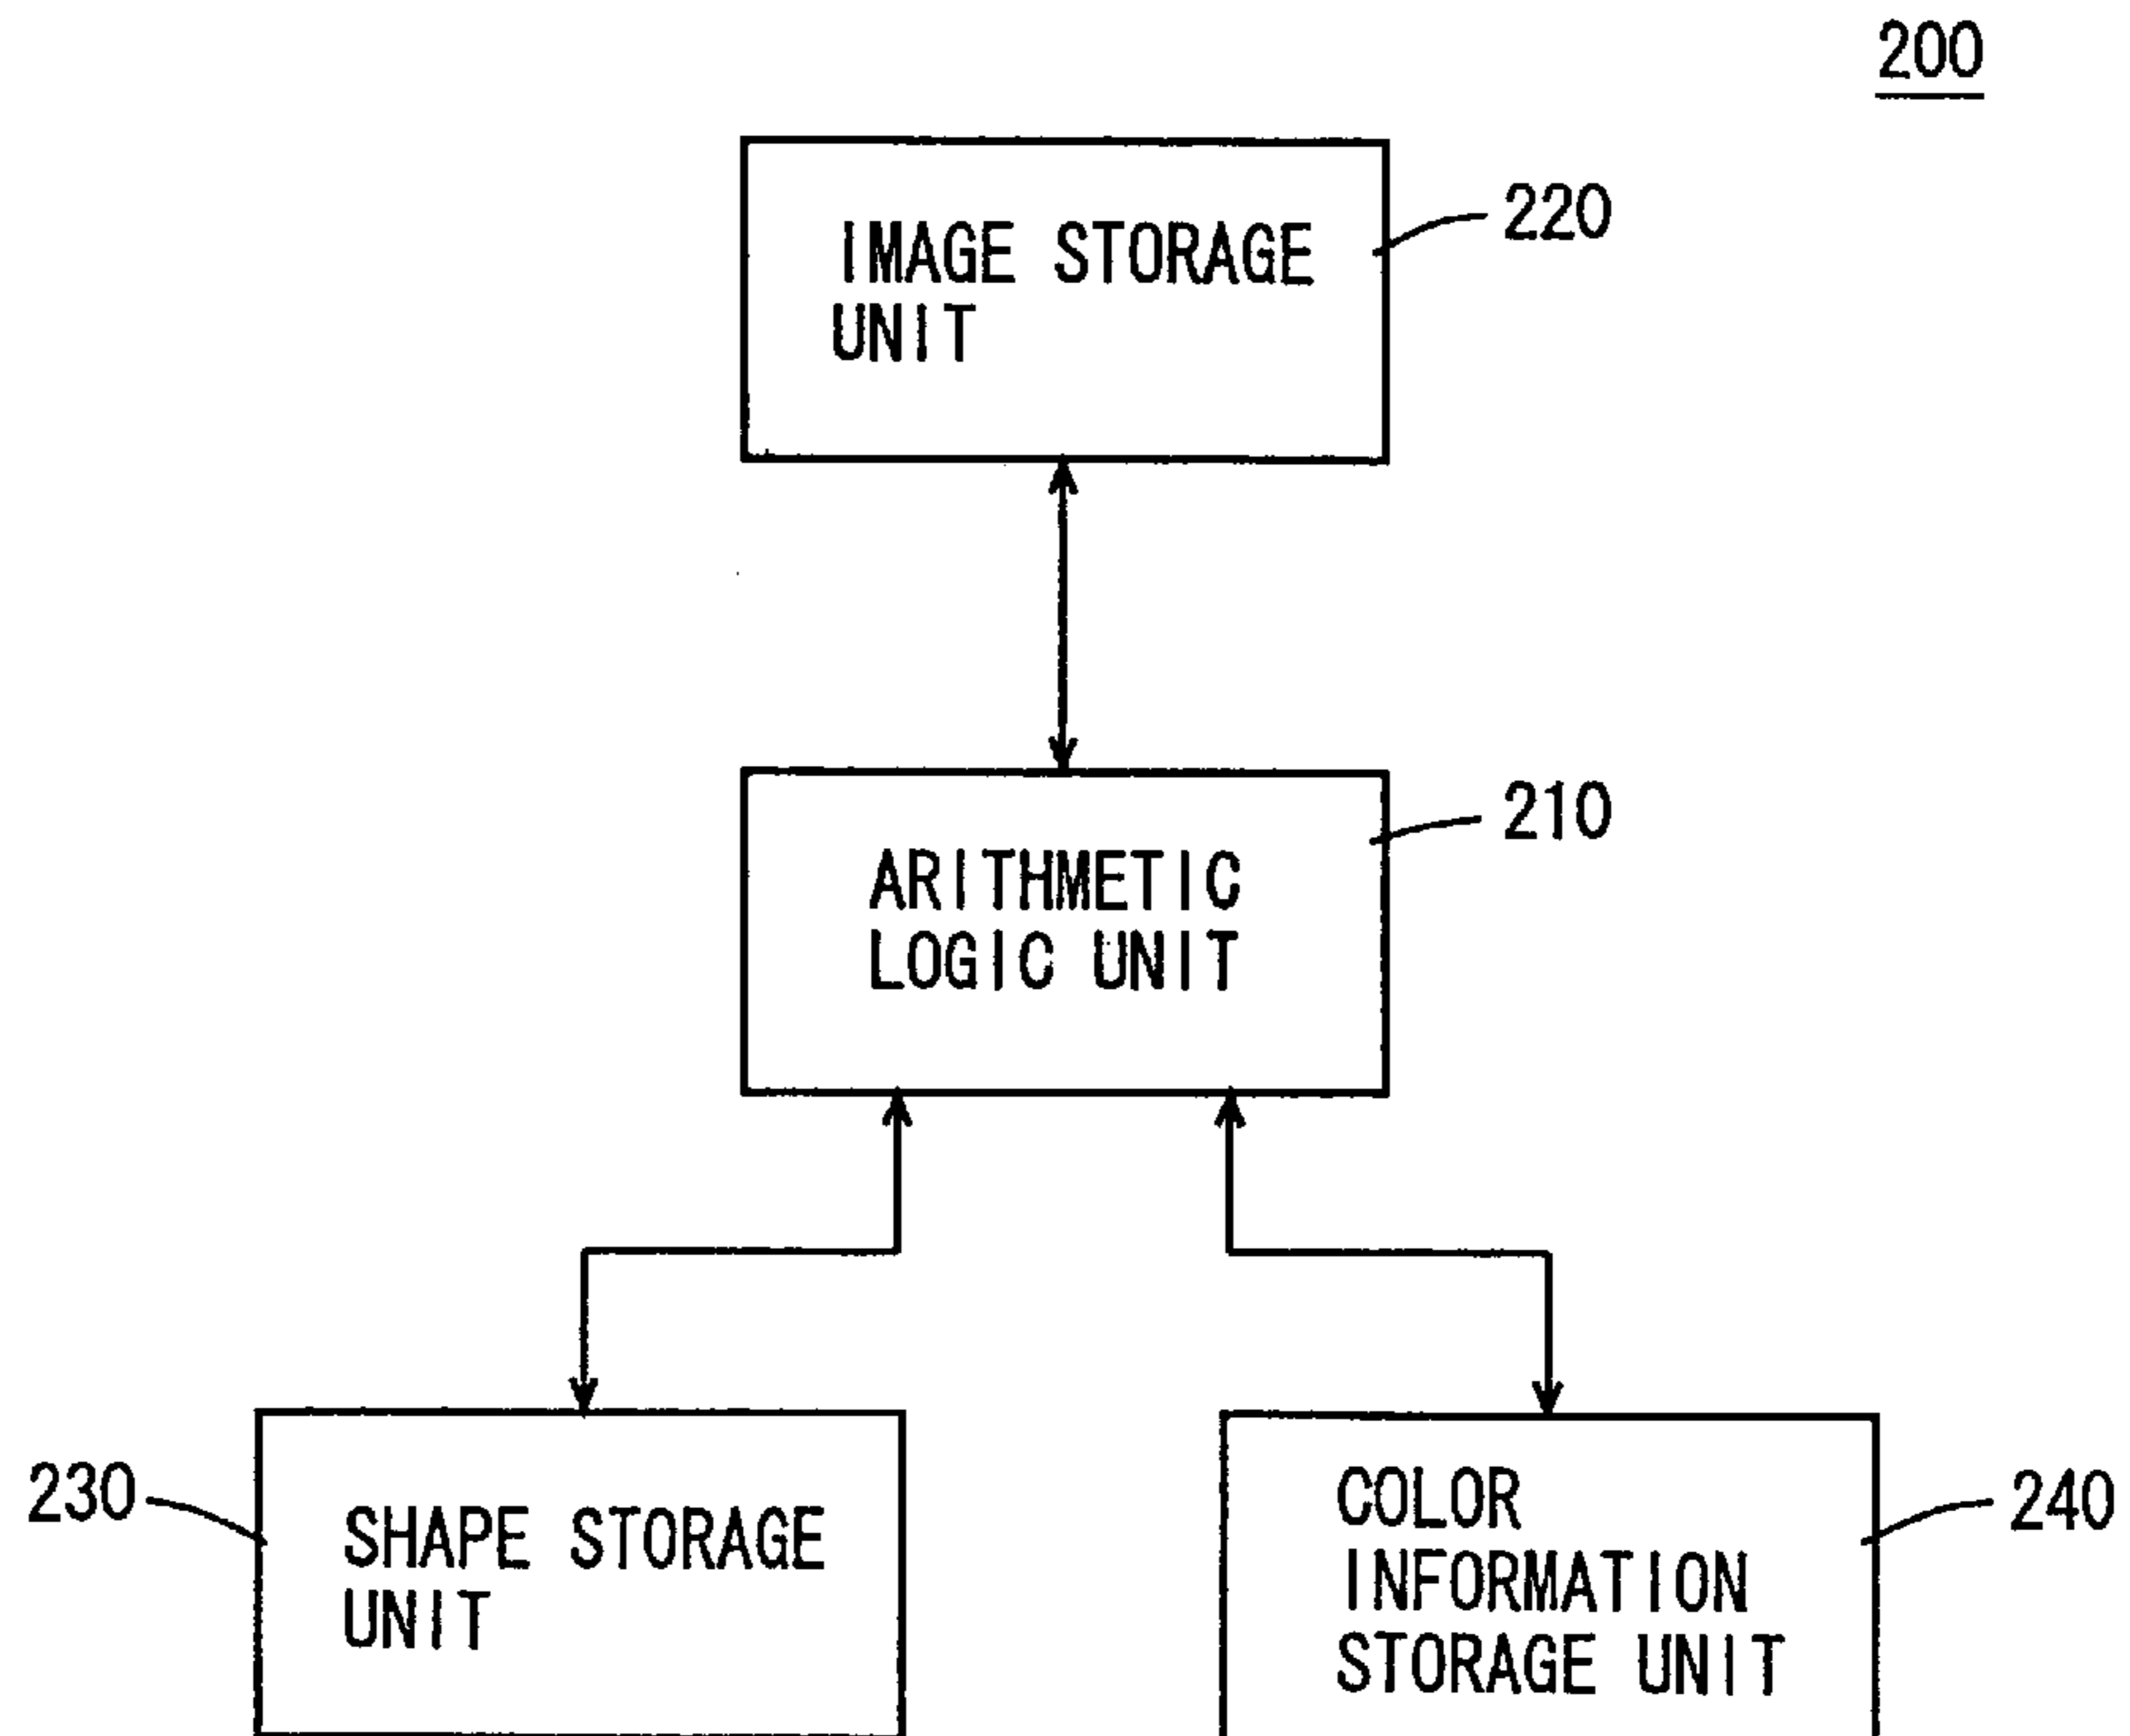 200
IMAGE STORAGE
UNIT
220
ARITHMETIC
LOGIC UNIT
210
230
SHAPE STORAGE
UNIT
COLOR
INFORMATION
STORAGE UNIT
240